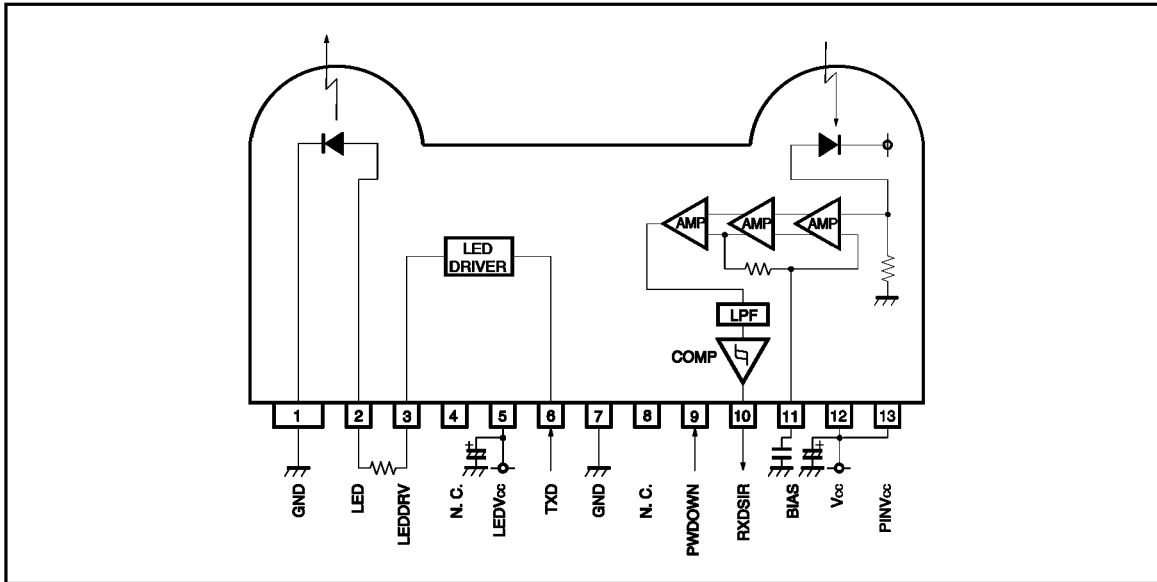 AMP AMP AMP
LED
DRIVER
LPF
COMP
1 2 3 4 5 6 7 8 9 10 11 12 13
+ +
GND
LED
LEDDRV
N. C.
LEDVcc
TXD
GND
N. C.
PWDOWN
RXDSIR
BIAS
Vcc
PINVcc